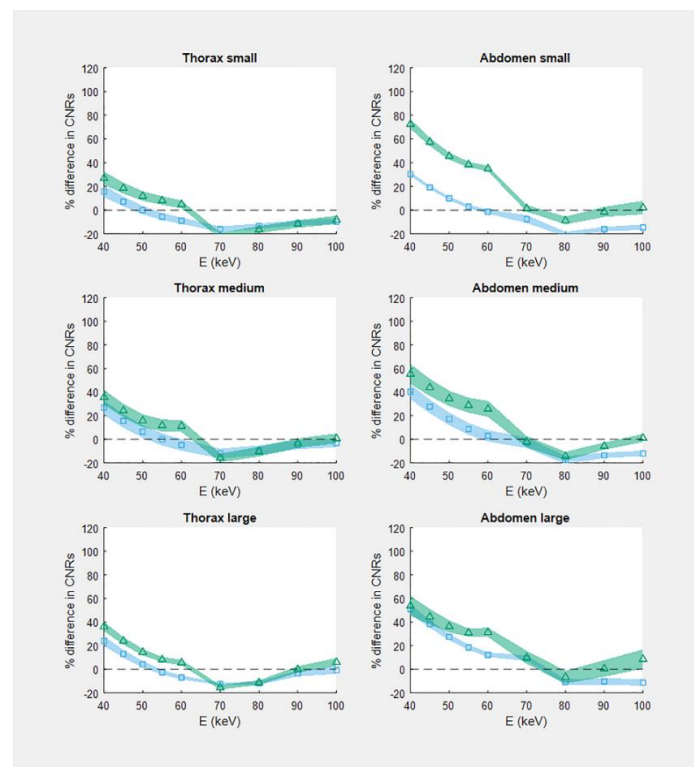 Thorax small
120
100
80
60
40
20
0
-20
% difference in CNRs
40 50 60 70 80 90 100
E (keV)
Abdomen small
120
100
80
60
40
20
0
-20
% difference in CNRs
40 50 60 70 80 90 100
E (keV)
Thorax medium
120
100
80
60
40
20
0
-20
% difference in CNRs
40 50 60 70 80 90 100
E (keV)
Abdomen medium
120
100
80
60
40
20
0
-20
% difference in CNRs
40 50 60 70 80 90 100
E (keV)
Thorax large
120
100
80
60
40
20
0
-20
% difference in CNRs
40 50 60 70 80 90 100
E (keV)
Abdomen large
120
100
80
60
40
20
0
-20
% difference in CNRs
40 50 60 70 80 90 100
E (keV)